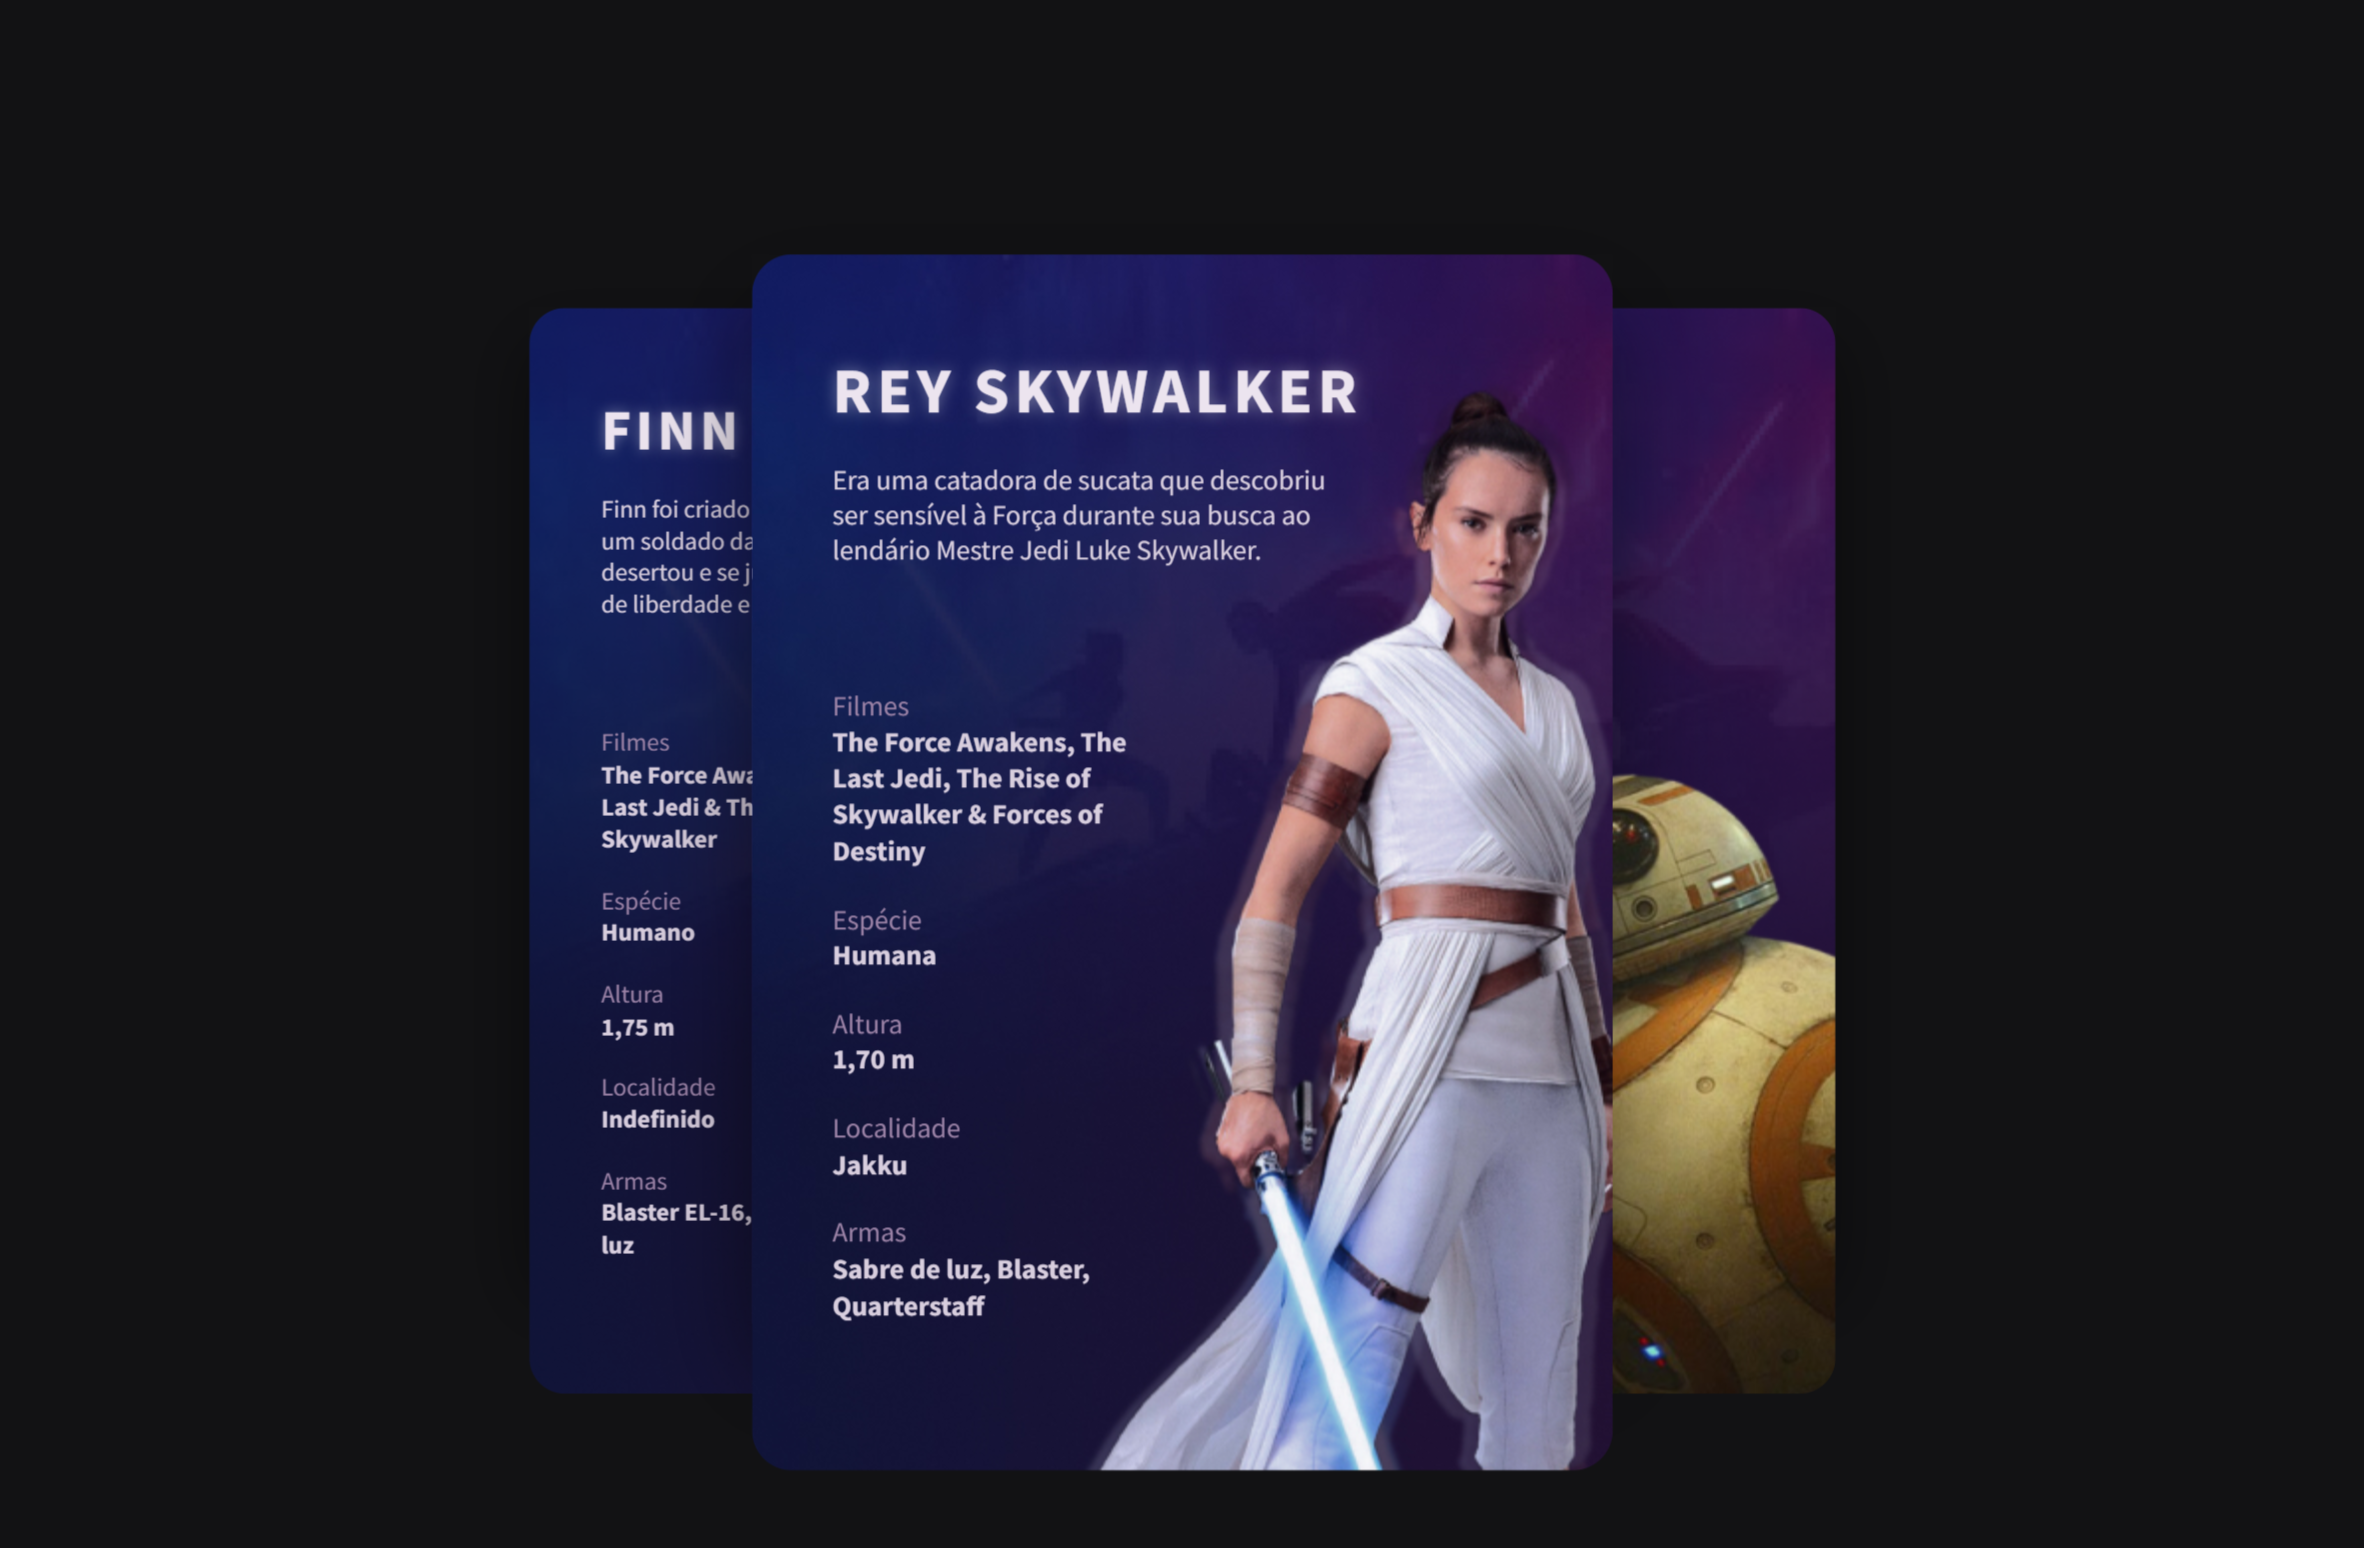 FINN
Finn foi criado
um soldado da
desertou e se
de liberdade e
Filmes
The Force
Last Jedi &
Skywalker
Espécie
Humano
Altura
1,75 m
Localidade
Indefinido
Armas
Blaster EL-16,
luz
REY SKYWALKER
Era uma catadora de sucata que descobriu
ser sensível à Força durante sua busca ao
lendário Mestre Jedi Luke Skywalker.
Filmes
The Force Awakens, The
Last Jedi, The Rise of
Skywalker & Forces of
Destiny
Espécie
Humana
Altura
1,70 m
Localidade
Jakku
Armas
Sabre de luz, Blaster,
Quarterstaff